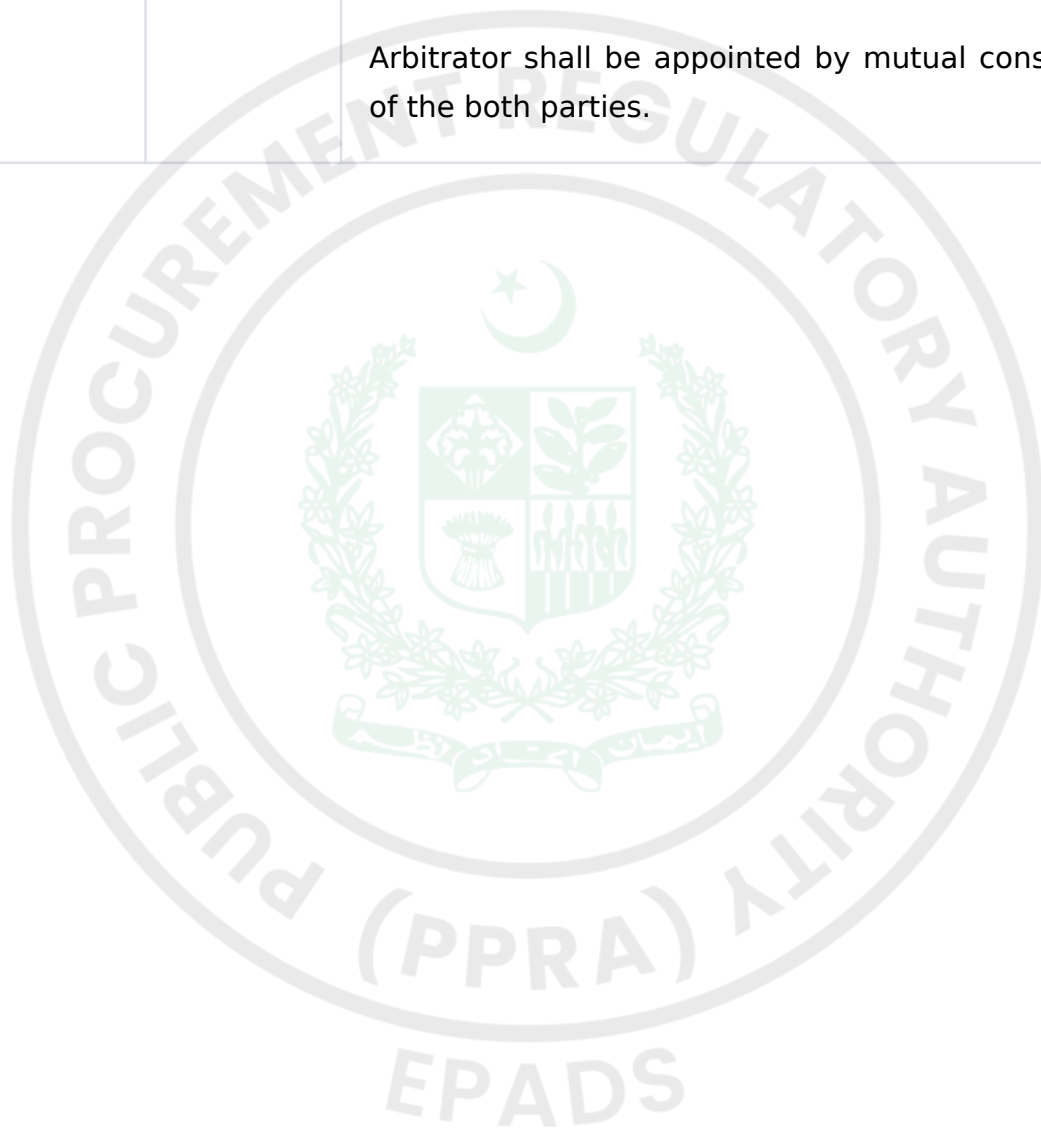 Arbitrator shall be appointed by mutual cons
of the both parties.
PUBLIC PROCUREMENT REGULATORY AUTHORITY
(PPRA)
EPADS